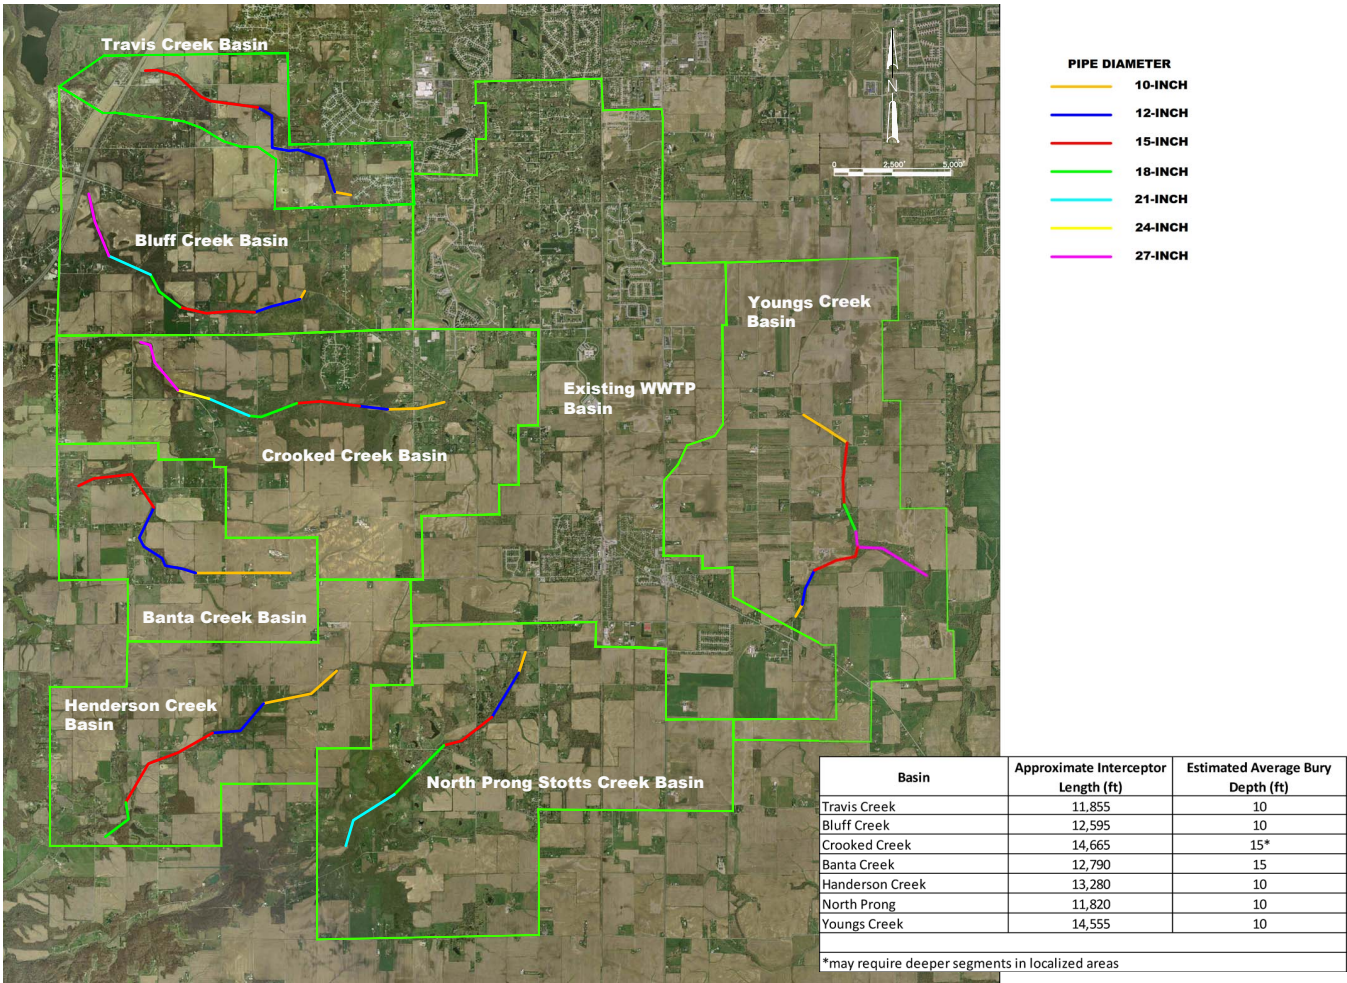 Travis Creek Basin
Bluff Creek Basin
Youngs Creek
Basin
Existing WWTP
Basin
Crooked Creek Basin
Banta Creek Basin
Henderson Creek
Basin
North Prong Stotts Creek Basin
N
0 2,500' 5,000'
PIPE DIAMETER
10-INCH
12-INCH
15-INCH
18-INCH
21-INCH
24-INCH
27-INCH
Basin Approximate Interceptor Length (ft) Estimated Average Bury Depth (ft)
Travis Creek 11,855 10
Bluff Creek 12,595 10
Crooked Creek 14,665 15*
Banta Creek 12,790 15
Handerson Creek 13,280 10
North Prong 11,820 10
Youngs Creek 14,555 10
*may require deeper segments in localized areas